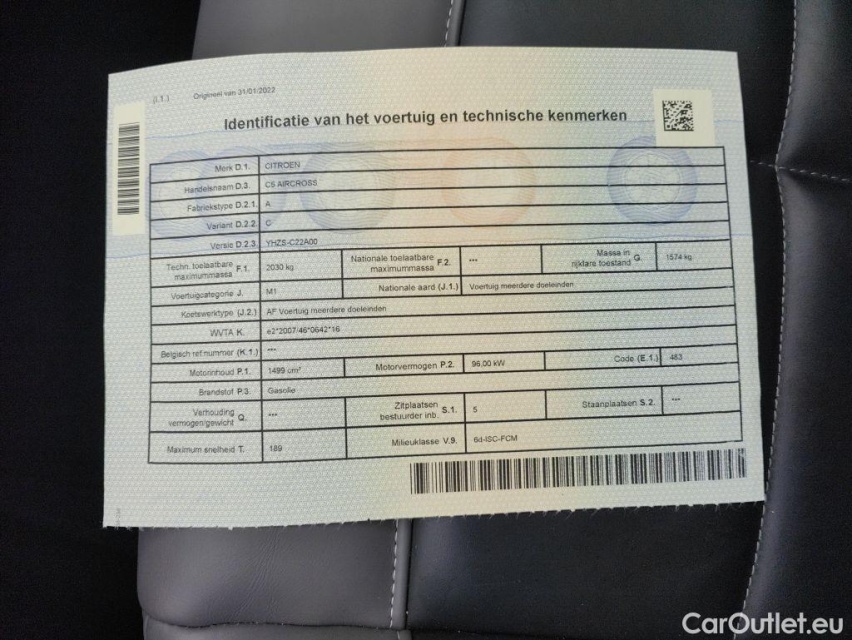 (I.1.) Origineel van 31/01/2022
Identificatie van het voertuig en technische kenmerken
Merk D.1. CITROEN
Handelsnaam D.3. C5 AIRCROSS
Fabriekstype D.2.1. A
Variant D.2.2. C
Versie D.2.3. YHZS-C22A00
Techn. toelaatbare maximummassa F.1. 2030 kg Nationale toelaatbare maximummassa F.2. *** Massa in rijklare toestand G. 1574 kg
Voertuigcategorie J. M1 Nationale aard (J.1.) Voertuig meerdere doeleinden
Koetswerktype (J.2.) AF Voertuig meerdere doeleinden
WVTA K. e2*2007/46*0642*16
Belgisch ref.nummer (K.1.) ***
Motorinhoud P.1. 1499 cm³ Motorvermogen P.2. 96,00 kW Code (E.1.) 483
Brandstof P.3. Gasolie
Verhouding vermogen/gewicht Q. *** Zitplaatsen bestuurder inb. S.1. 5 Staanplaatsen S.2. ***
Maximum snelheid T. 189 Milieuklasse V.9. 6d-ISC-FCM
CarOutlet.eu